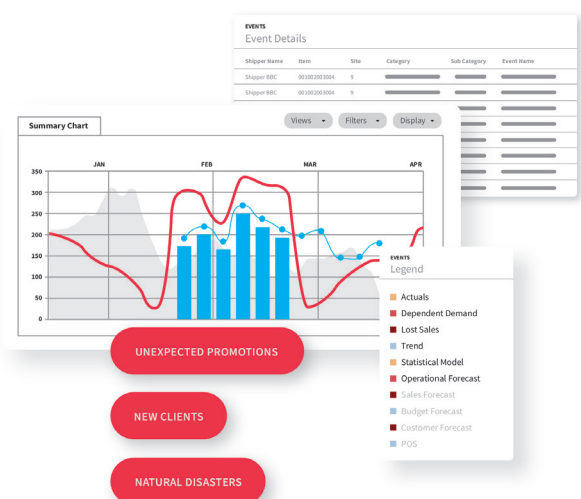 EVENTS
Event Details
Shipper Name Item Site Category Sub Category Event Name
Shipper BBC 001002003004 9
Shipper BBC 001002003004 9
Summary Chart
Views Filters Display
JAN FEB MAR APR
350
300
250
200
150
100
50
0
EVENTS
Legend
Actuals
Dependent Demand
Lost Sales
Trend
Statistical Model
Operational Forecast
Sales Forecast
Budget Forecast
Customer Forecast
POS
UNEXPECTED PROMOTIONS
NEW CLIENTS
NATURAL DISASTERS